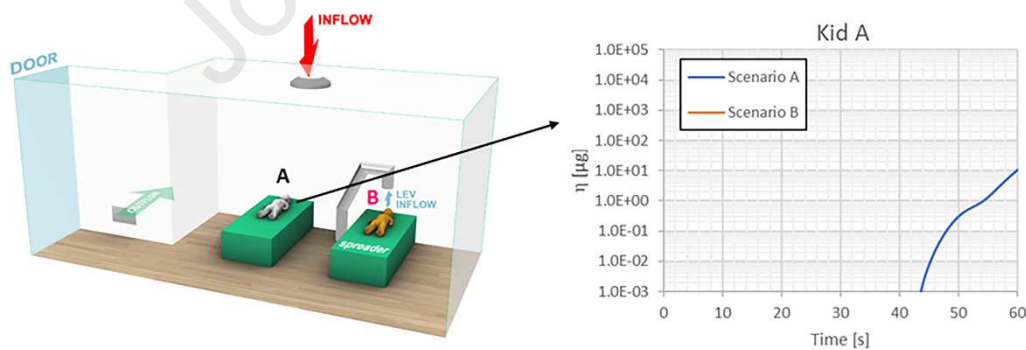 Jo
INFLOW
DOOR
A
B
LEV
INFLOW
OUTFLOW
spreader
Kid A
1.0E+05
1.0E+04
1.0E+03
1.0E+02
1.0E+01
1.0E+00
1.0E-01
1.0E-02
1.0E-03
η [µg]
Scenario A
Scenario B
0
10
20
30
40
50
60
Time [s]